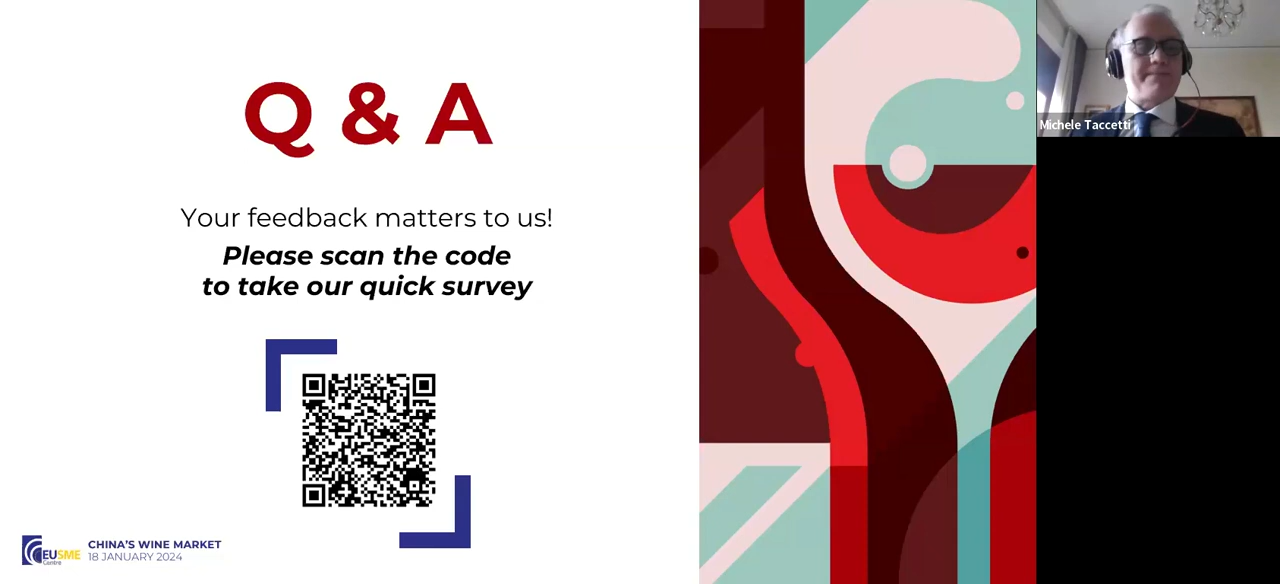 Q & A
Your feedback matters to us!
Please scan the code
to take our quick survey
EUSME
Centre
CHINA'S WINE MARKET
18 JANUARY 2024
Michele Taccetti